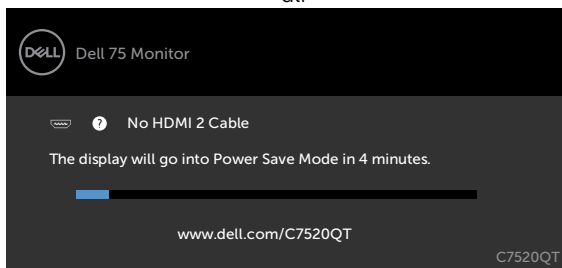 DELL Dell 75 Monitor
? No HDMI 2 Cable
The display will go into Power Save Mode in 4 minutes.
www.dell.com/C7520QT
C7520QT